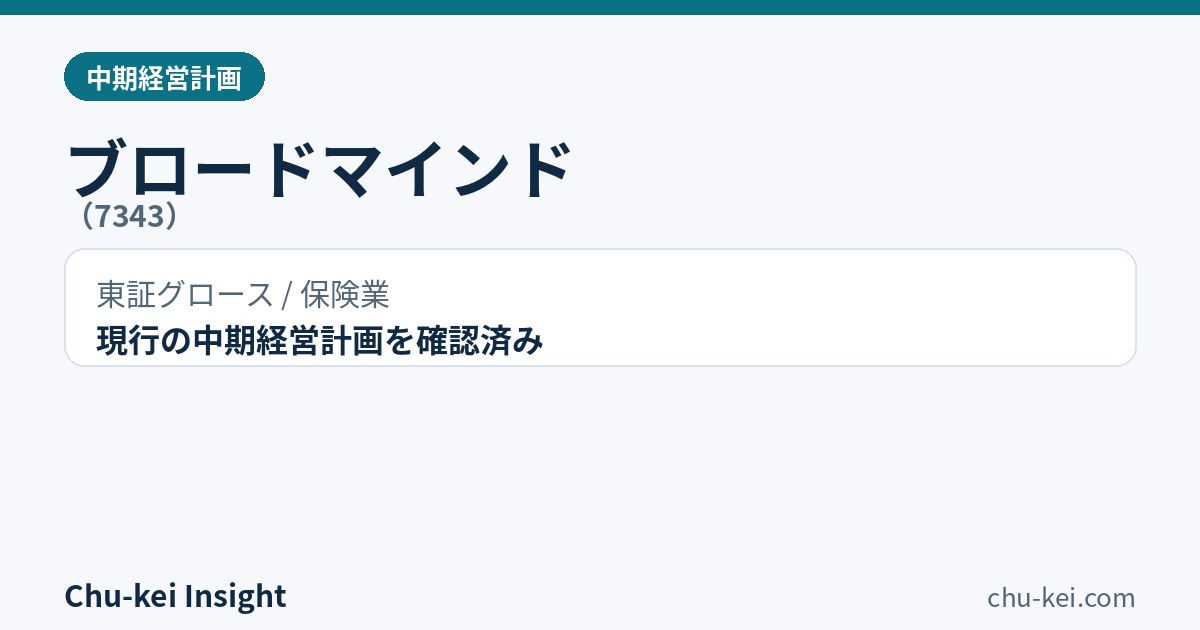 中期経営計画
ブロードマインド
（7343）
東証グロース / 保険業
現行の中期経営計画を確認済み
Chu-kei Insight
chu-kei.com